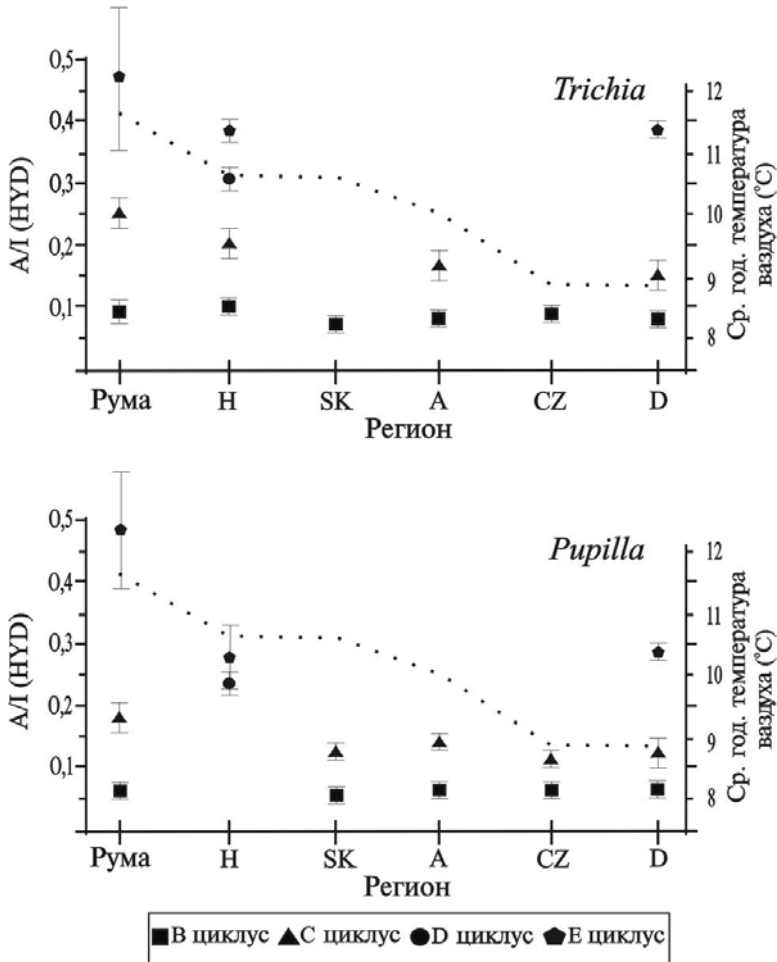 Trichia
0,5
0,4
0,3
0,2
0,1
A/I (HYD)
12
11
10
9
8
Ср. год. температура
ваздуха (°C)
Рума H SK A CZ D
Регион
Pupilla
0,5
0,4
0,3
0,2
0,1
A/I (HYD)
12
11
10
9
8
Ср. год. температура
ваздуха (°C)
Рума H SK A CZ D
Регион
B циклус C циклус D циклус E циклус